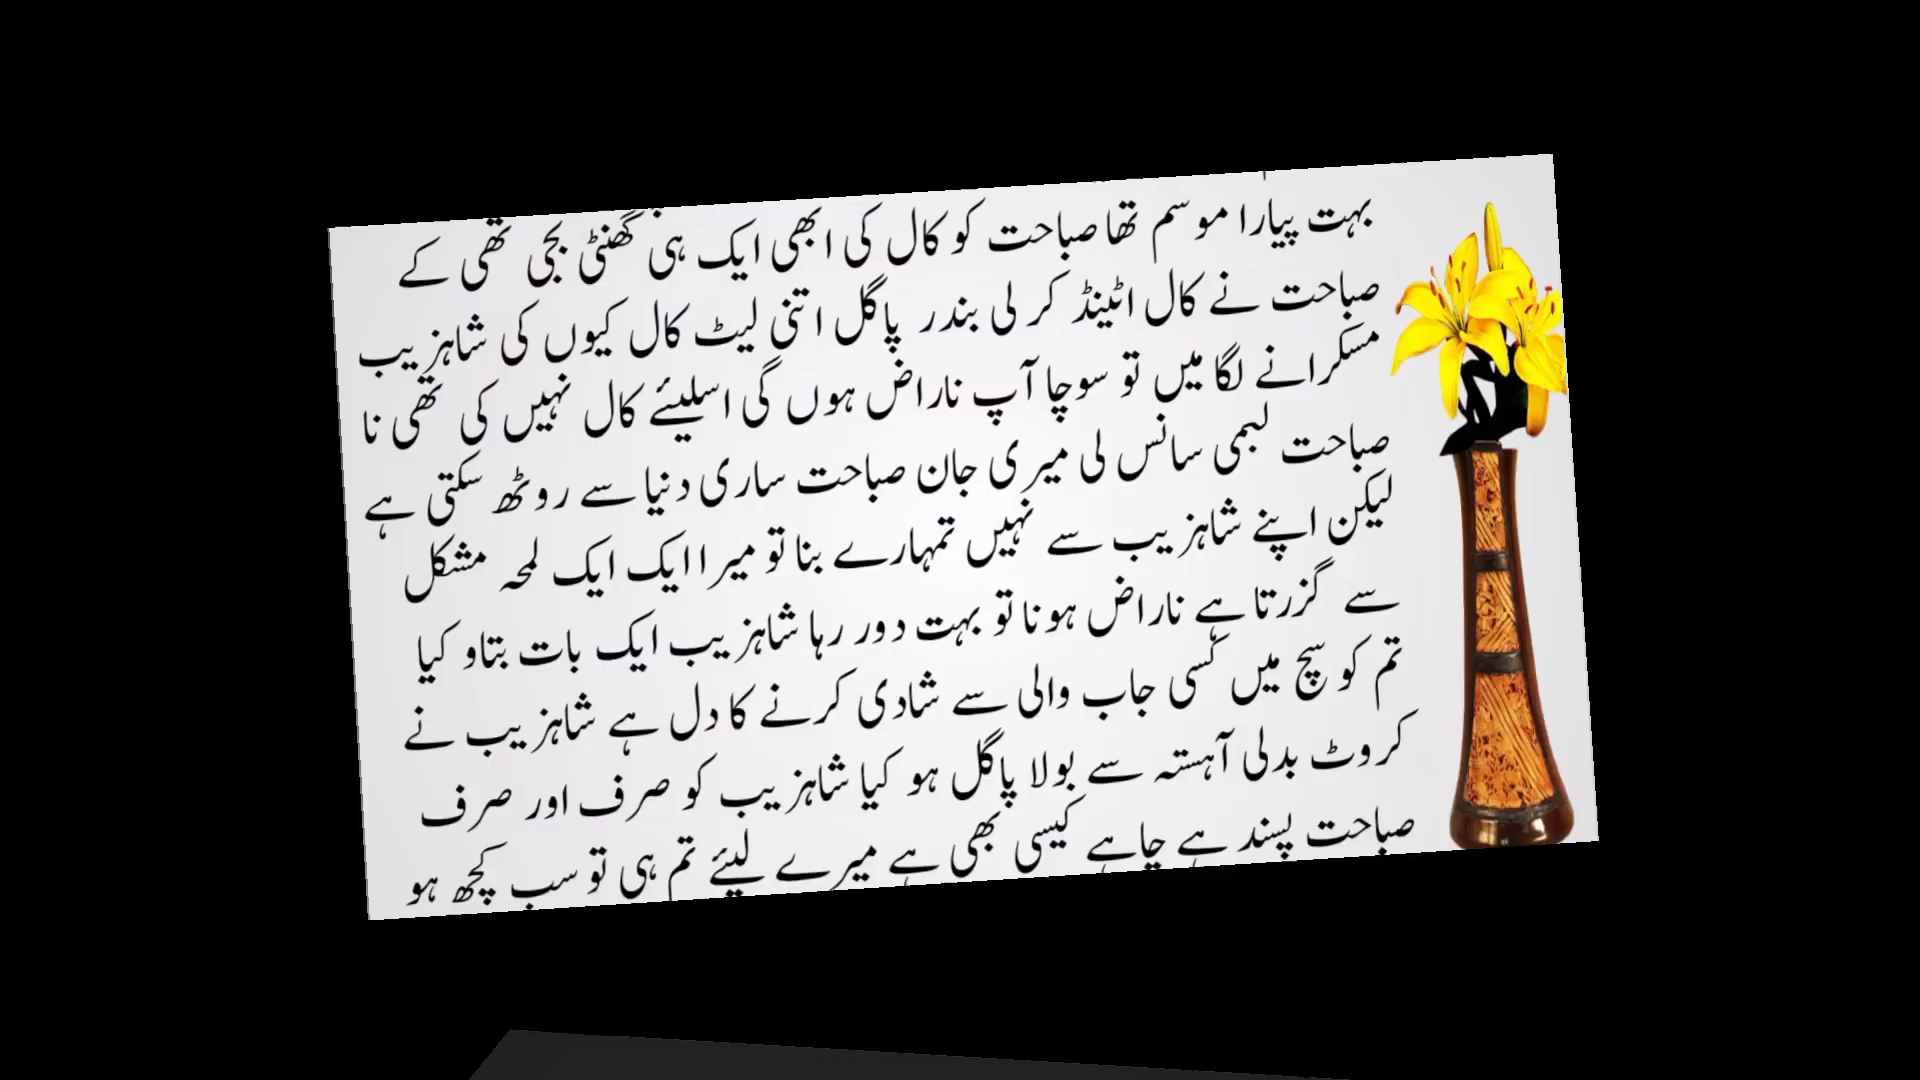 بہت پیارا موسم تھا صباحت کو کال کی ابھی ایک ہی گھنٹی بجی تھی کے
صباحت نے کال اٹینڈ کر لی بندر پاگل اتنی لیٹ کال کیوں کی شاہزیب
مسکرانے لگا میں تو سوچا آپ ناراض ہوں گی اسلیئے کال نہیں کی تھی نا
صباحت لبمی سانس لی میری جان صباحت ساری دنیا سے روٹھ سکتی ہے
لیکن اپنے شاہزیب سے نہیں تمہارے بنا تو میرا ایک ایک لمحہ مشکل
سے گزرتا ہے ناراض ہونا تو بہت دور رہا شاہزیب ایک بات بتاو کیا
تم کو سچ میں کسی جاب والی سے شادی کرنے کا دل ہے شاہزیب نے
کروٹ بدلی آہستہ سے بولا پاگل ہو کیا شاہزیب کو صرف اور صرف
صباحت پسند ہے چاہے کیسی بھی ہے میرے لیئے تم ہی تو سب کچھ ہو